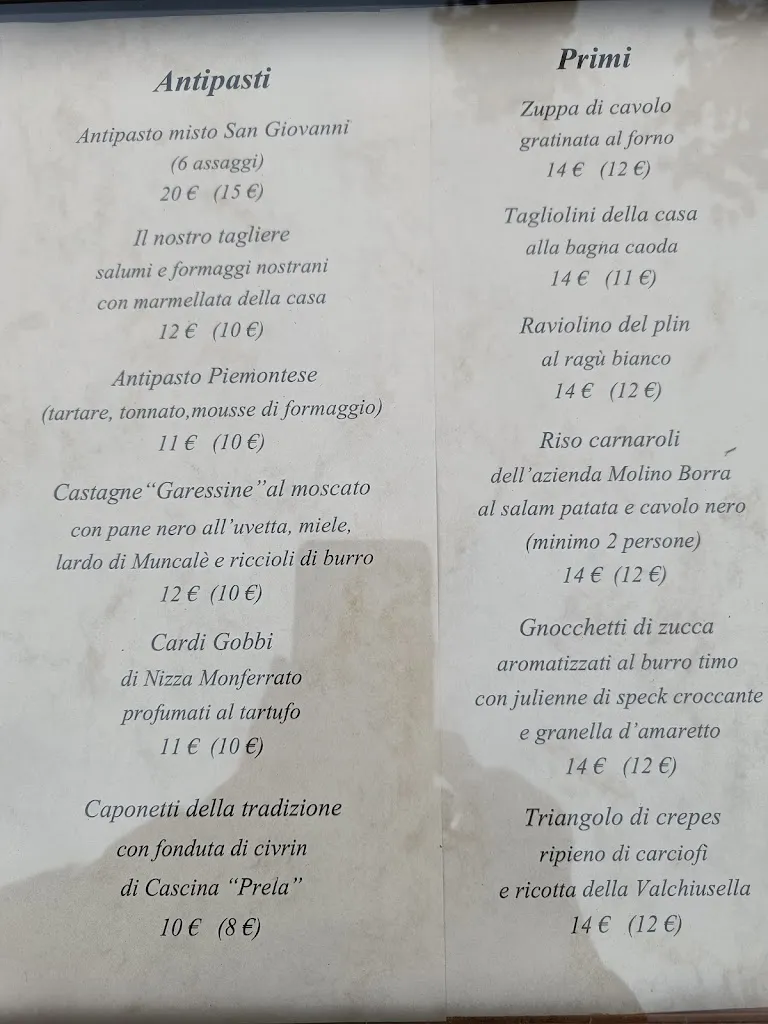 Antipasti
Antipasto misto San Giovanni
(6 assaggi)
20 € (15 €)
Il nostro tagliere
salumi e formaggi nostrani
con marmellata della casa
12 € (10 €)
Antipasto Piemontese
(tartare, tonnato,mousse di formaggio)
11 € (10 €)
Castagne "Garessine" al moscato
con pane nero all'uvetta, miele,
lardo di Muncalè e riccioli di burro
12 € (10 €)
Cardi Gobbi
di Nizza Monferrato
profumati al tartufo
11 € (10 €)
Caponetti della tradizione
con fonduta di civrin
di Cascina "Prela"
10 € (8 €)
Primi
Zuppa di cavolo
gratinata al forno
14 € (12 €)
Tagliolini della casa
alla bagna caoda
14 € (11 €)
Raviolino del plin
al ragù bianco
14 € (12 €)
Riso carnaroli
dell'azienda Molino Borra
al salam patata e cavolo nero
(minimo 2 persone)
14 € (12 €)
Gnocchetti di zucca
aromatizzati al burro timo
con julienne di speck croccante
e granella d'amaretto
14 € (12 €)
Triangolo di crepes
ripieno di carciofi
e ricotta della Valchiusella
14 € (12 €)